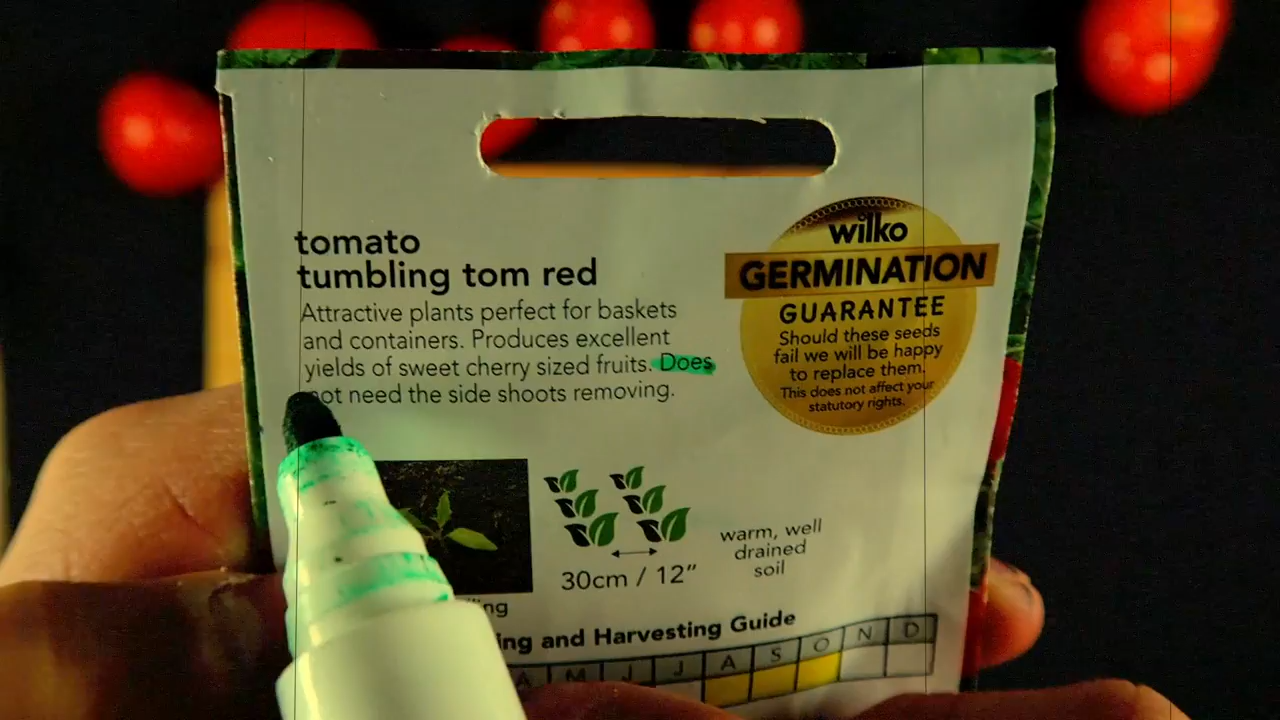 tomato
tumbling tom red
Attractive plants perfect for baskets
and containers. Produces excellent
yields of sweet cherry sized fruits. Does
not need the side shoots removing.
wilko
GERMINATION
GUARANTEE
Should these seeds
fail we will be happy
to replace them.
This does not affect your
statutory rights.
30cm / 12"
warm, well
drained
soil
and Harvesting Guide
A M J J A S O N D